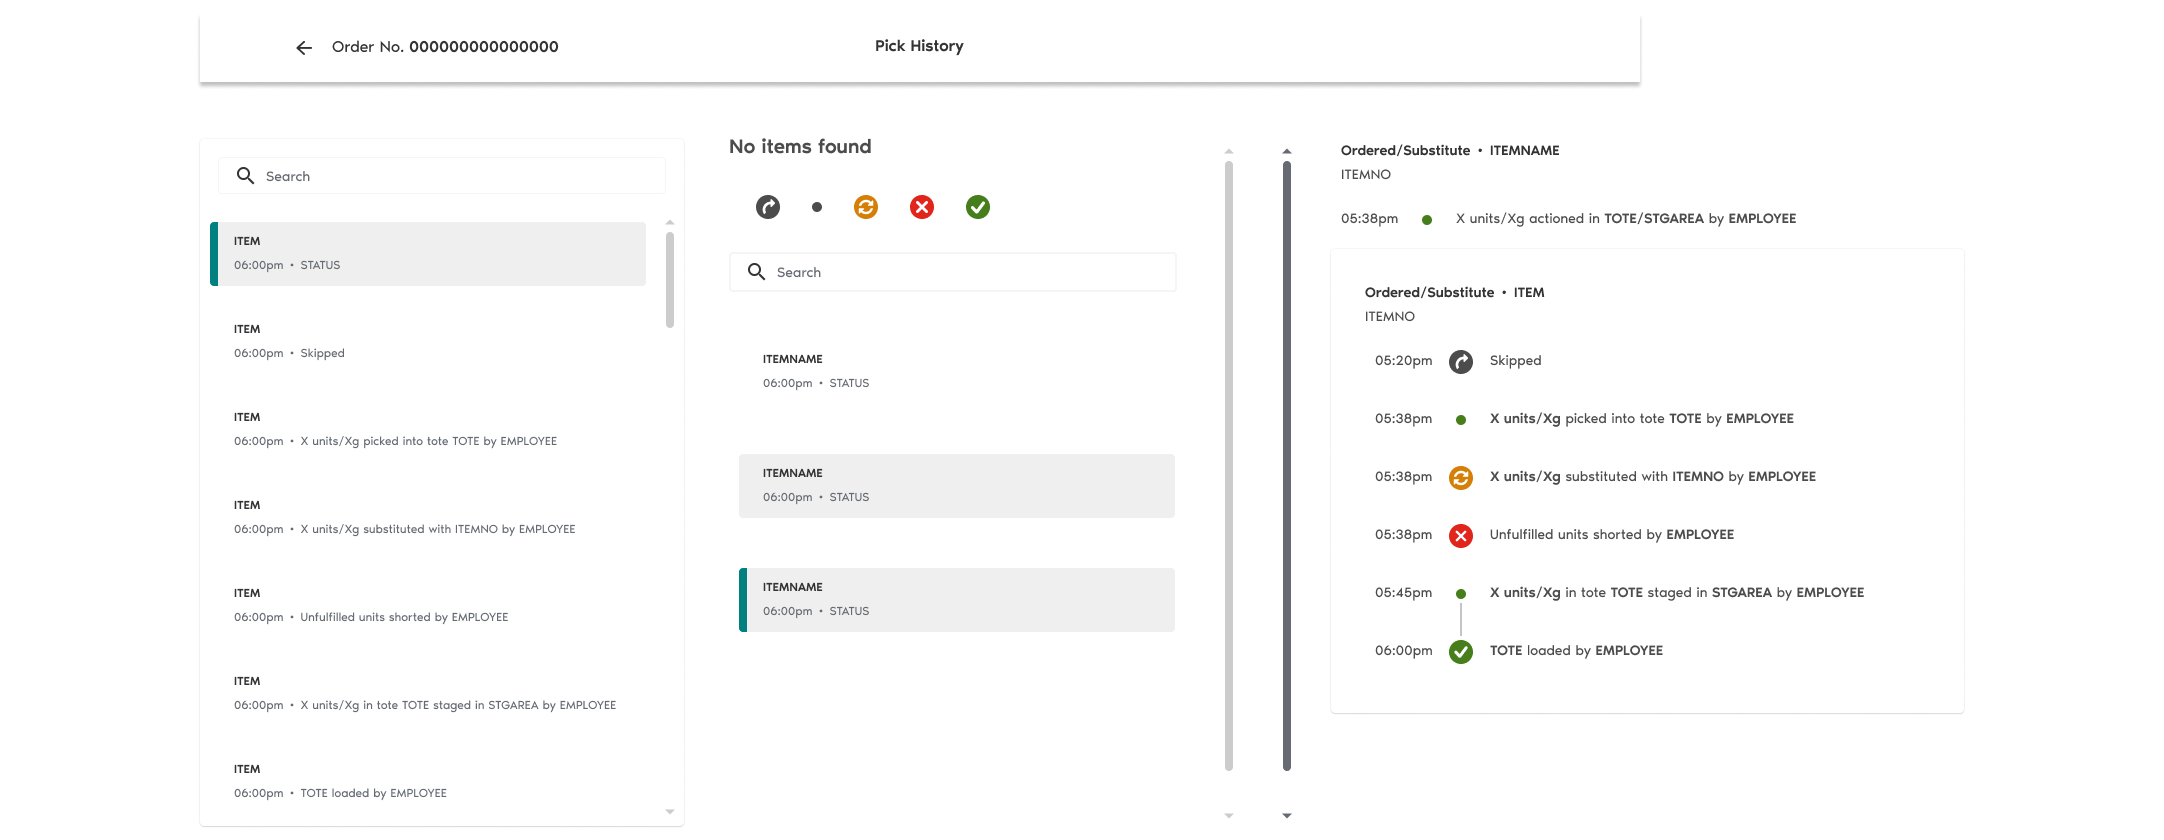 Order No. 000000000000000
Pick History
Search
ITEM
06:00pm • STATUS
ITEM
06:00pm • Skipped
ITEM
06:00pm • X units/Xg picked into tote TOTE by EMPLOYEE
ITEM
06:00pm • X units/Xg substituted with ITEMNO by EMPLOYEE
ITEM
06:00pm • Unfulfilled units shorted by EMPLOYEE
ITEM
06:00pm • X units/Xg in tote TOTE staged in STGAREA by EMPLOYEE
ITEM
06:00pm • TOTE loaded by EMPLOYEE
No items found
Search
ITEMNAME
06:00pm • STATUS
ITEMNAME
06:00pm • STATUS
ITEMNAME
06:00pm • STATUS
Ordered/Substitute • ITEMNAME
ITEMNO
05:38pm X units/Xg actioned in TOTE/STGAREA by EMPLOYEE
Ordered/Substitute • ITEM
ITEMNO
05:20pm Skipped
05:38pm X units/Xg picked into tote TOTE by EMPLOYEE
05:38pm X units/Xg substituted with ITEMNO by EMPLOYEE
05:38pm Unfulfilled units shorted by EMPLOYEE
05:45pm X units/Xg in tote TOTE staged in STGAREA by EMPLOYEE
06:00pm TOTE loaded by EMPLOYEE